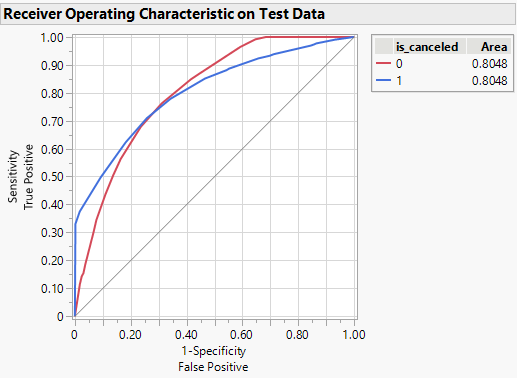 Receiver Operating Characteristic on Test Data
is_canceled Area
0 0.8048
1 0.8048
Sensitivity
True Positive
1.00
0.90
0.80
0.70
0.60
0.50
0.40
0.30
0.20
0.10
0
0 0.20 0.40 0.60 0.80 1.00
1-Specificity
False Positive